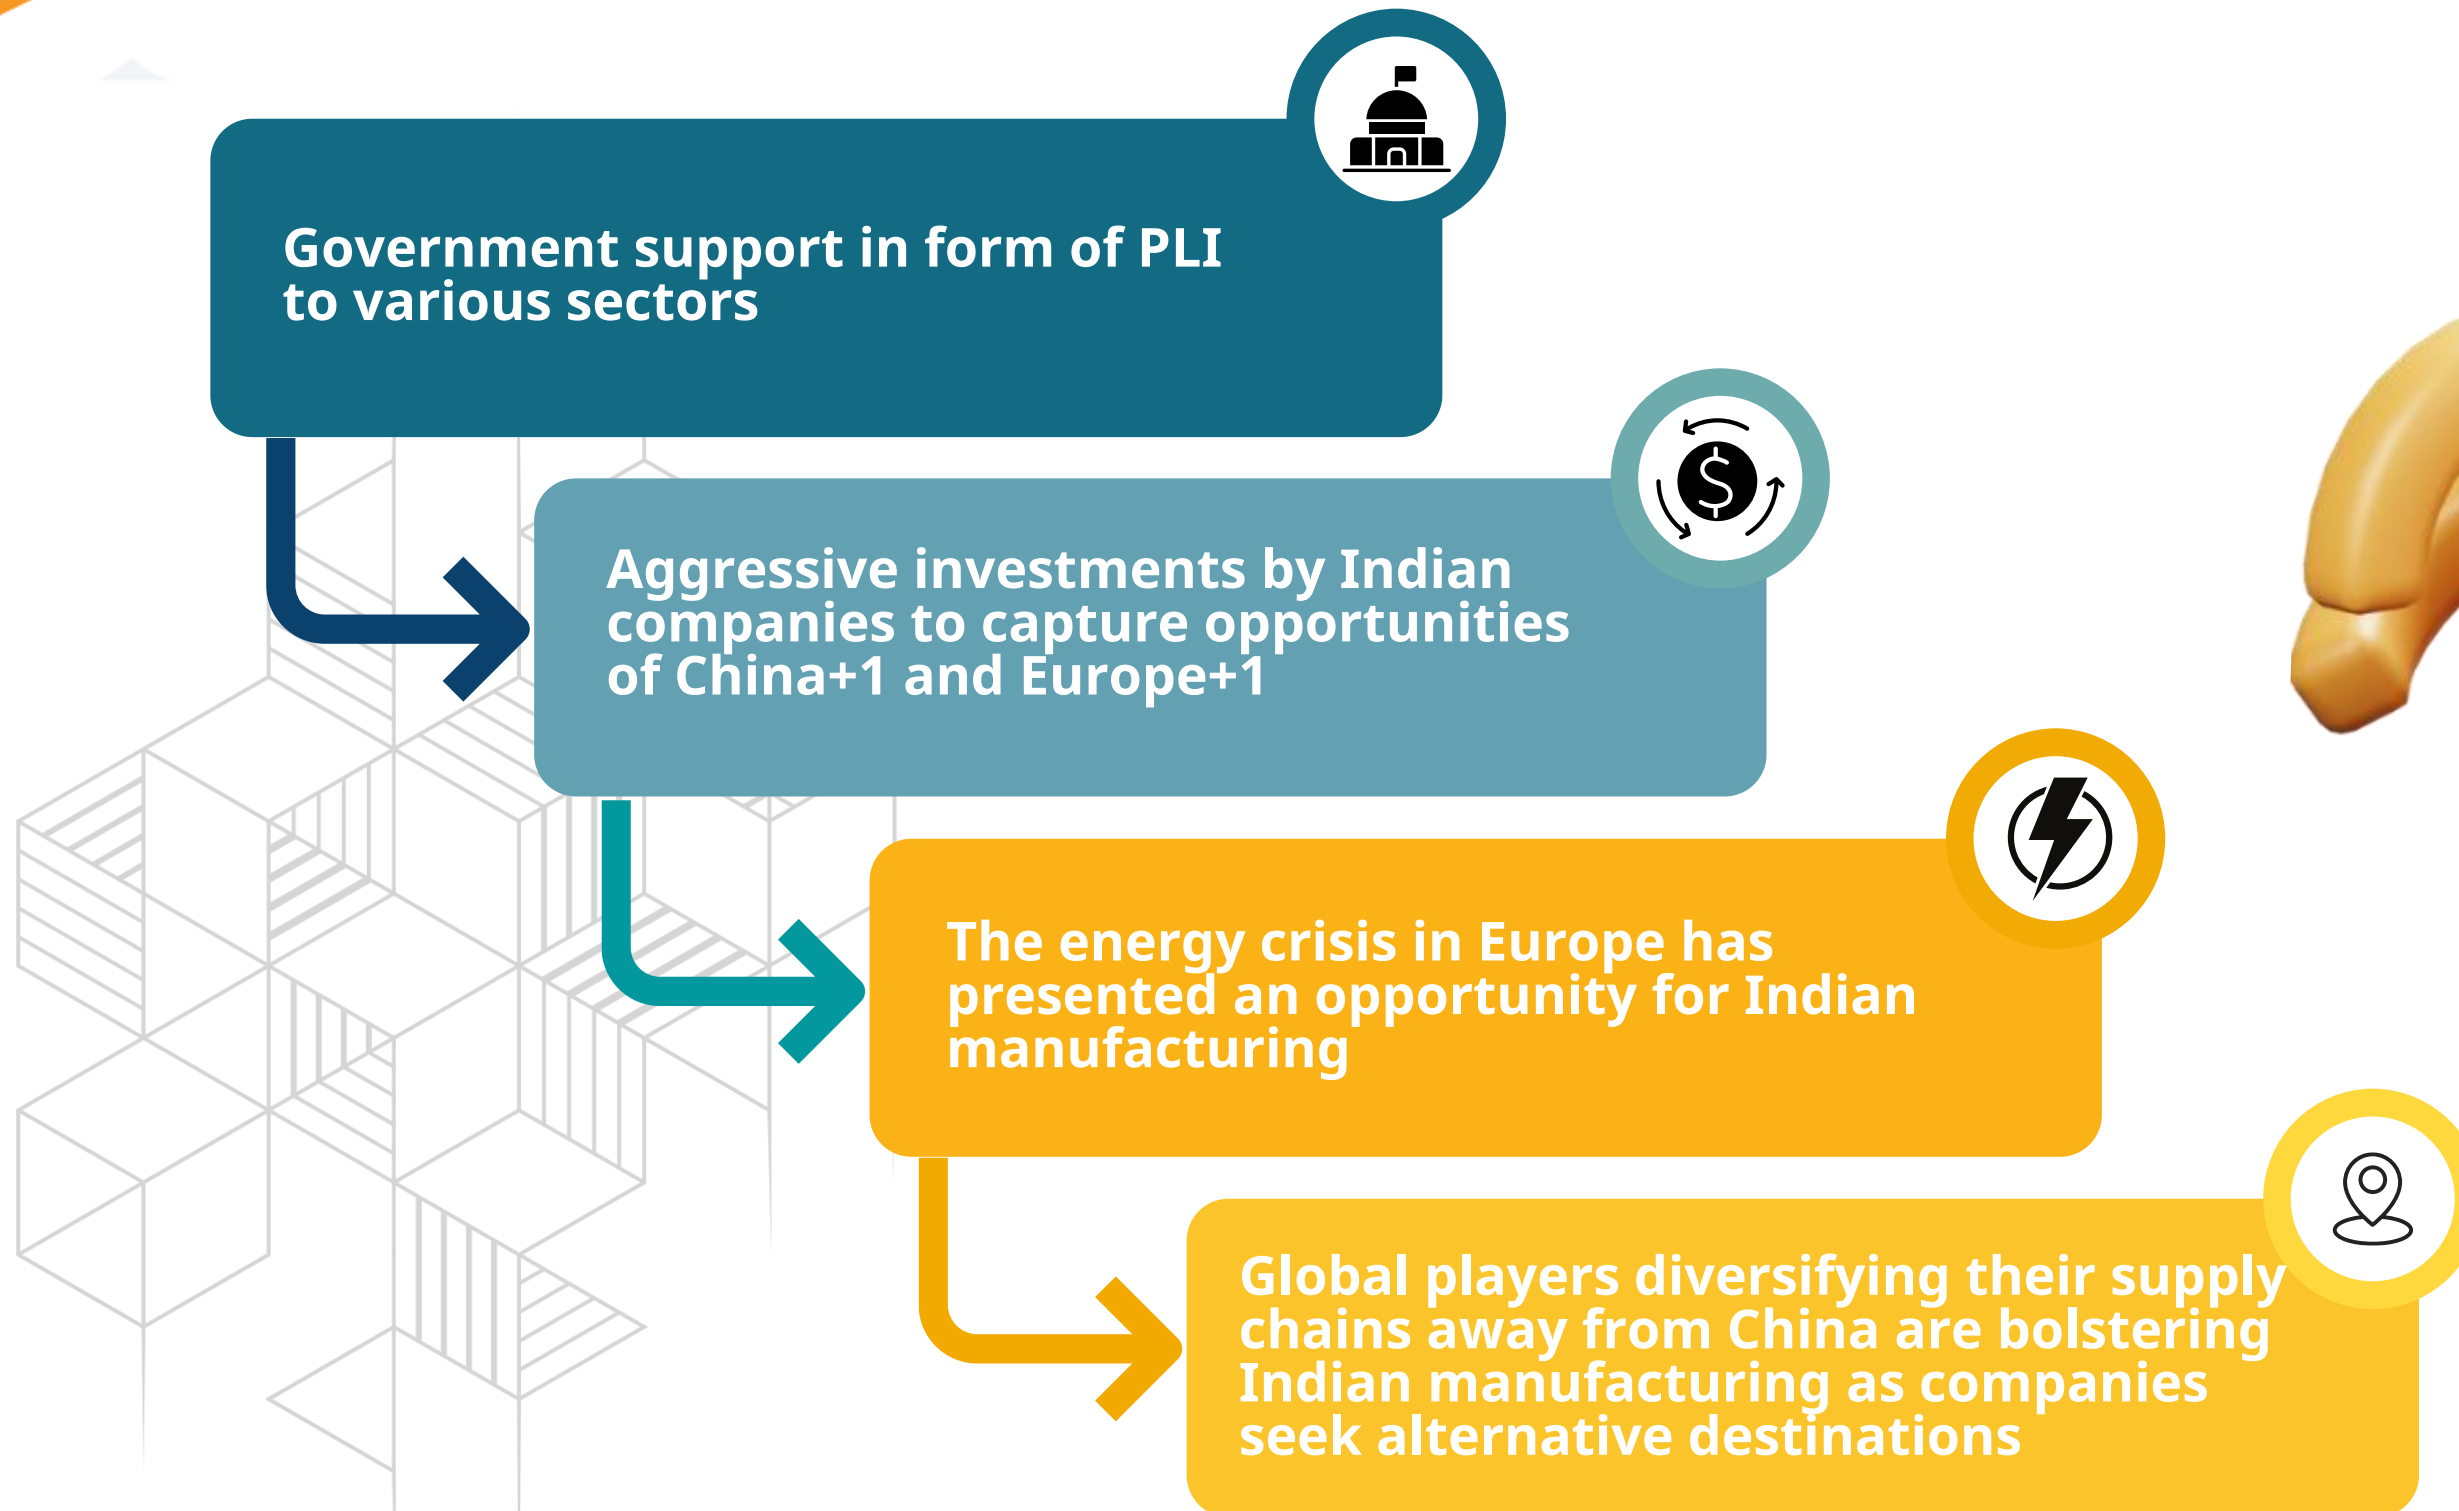 Government support in form of PLI
to various sectors
Aggressive investments by Indian
companies to capture opportunities
of China+1 and Europe+1
The energy crisis in Europe has
presented an opportunity for Indian
manufacturing
Global players diversifying their supply
chains away from China are bolstering
Indian manufacturing as companies
seek alternative destinations